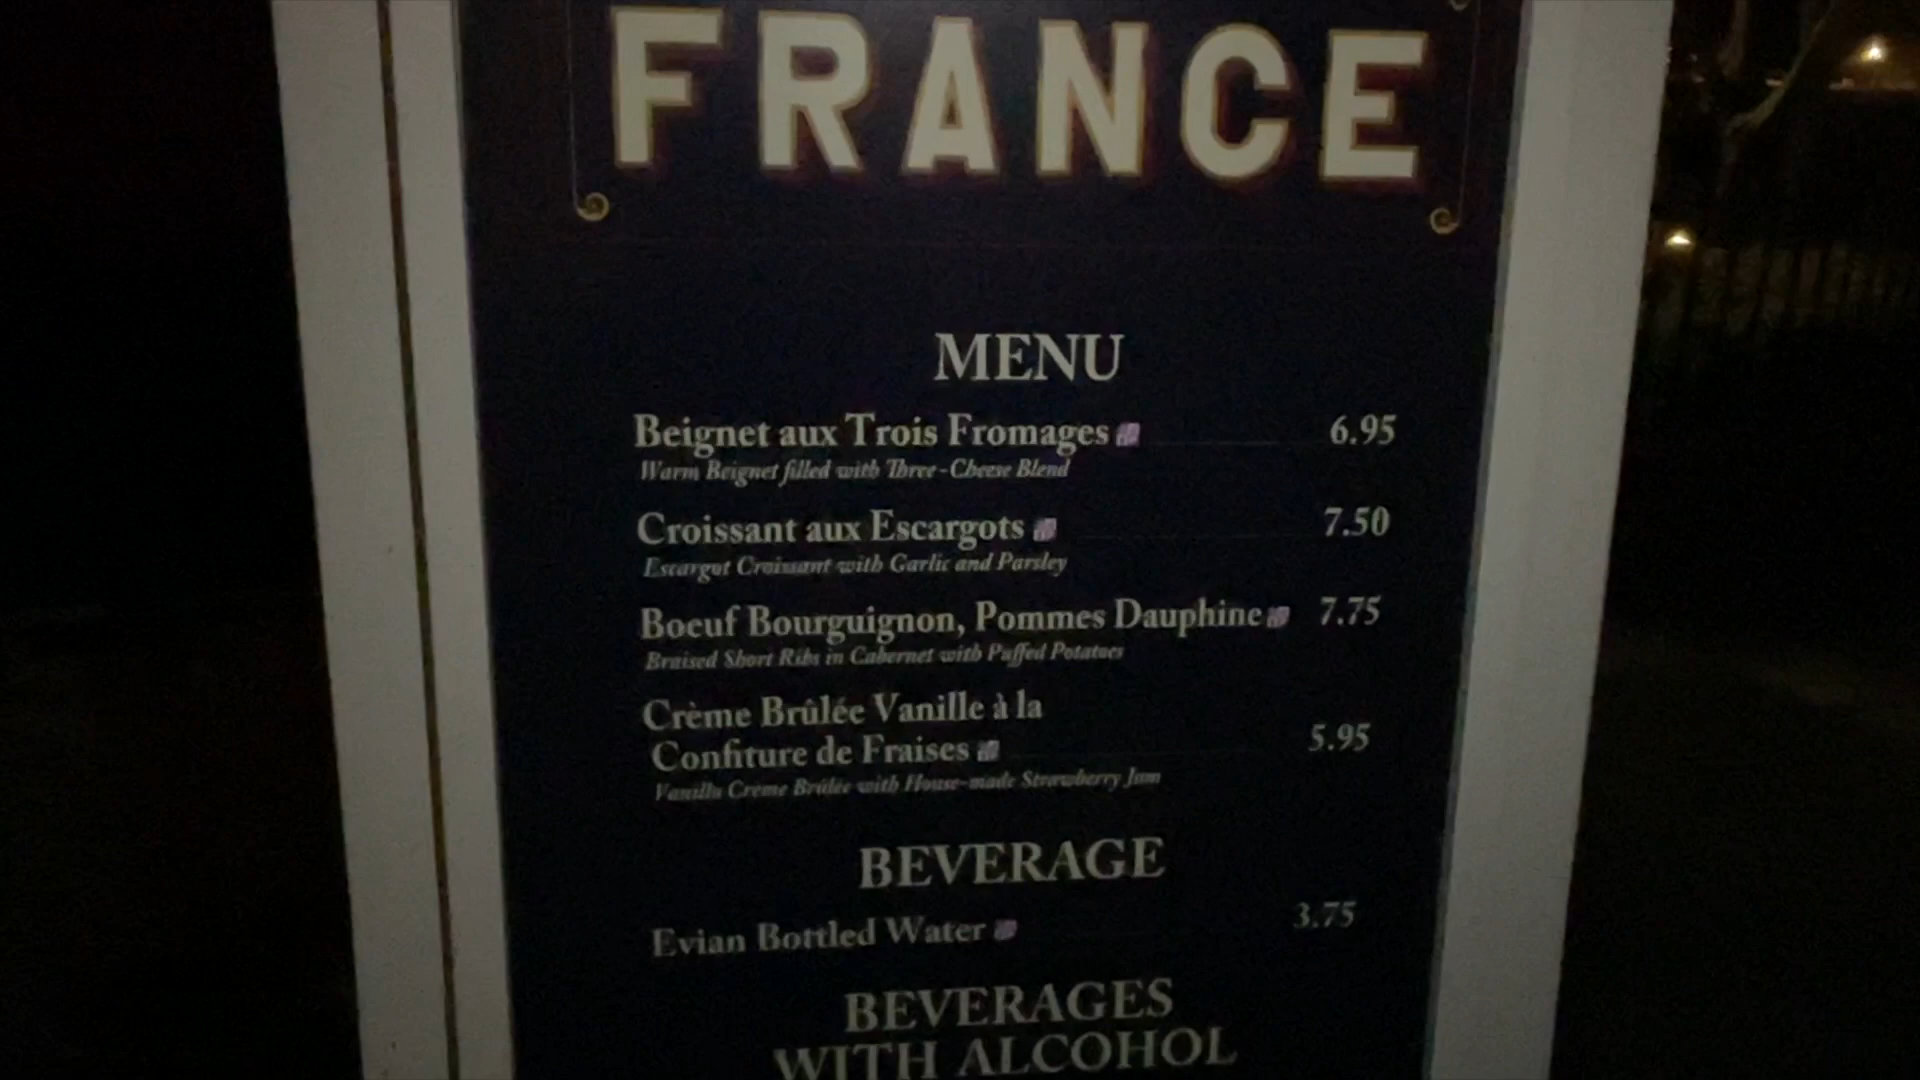 FRANCE
MENU
Beignet aux Trois Fromages 6.95
Warm Beignet filled with Three-Cheese Blend
Croissant aux Escargots 7.50
Escargot Croissant with Garlic and Parsley
Boeuf Bourguignon, Pommes Dauphine 7.75
Braised Short Ribs in Cabernet with Puffed Potatoes
Crème Brûlée Vanille à la
Confiture de Fraises 5.95
Vanilla Crème Brûlée with House-made Strawberry Jam
BEVERAGE
Evian Bottled Water 3.75
BEVERAGES
WITH ALCOHOL